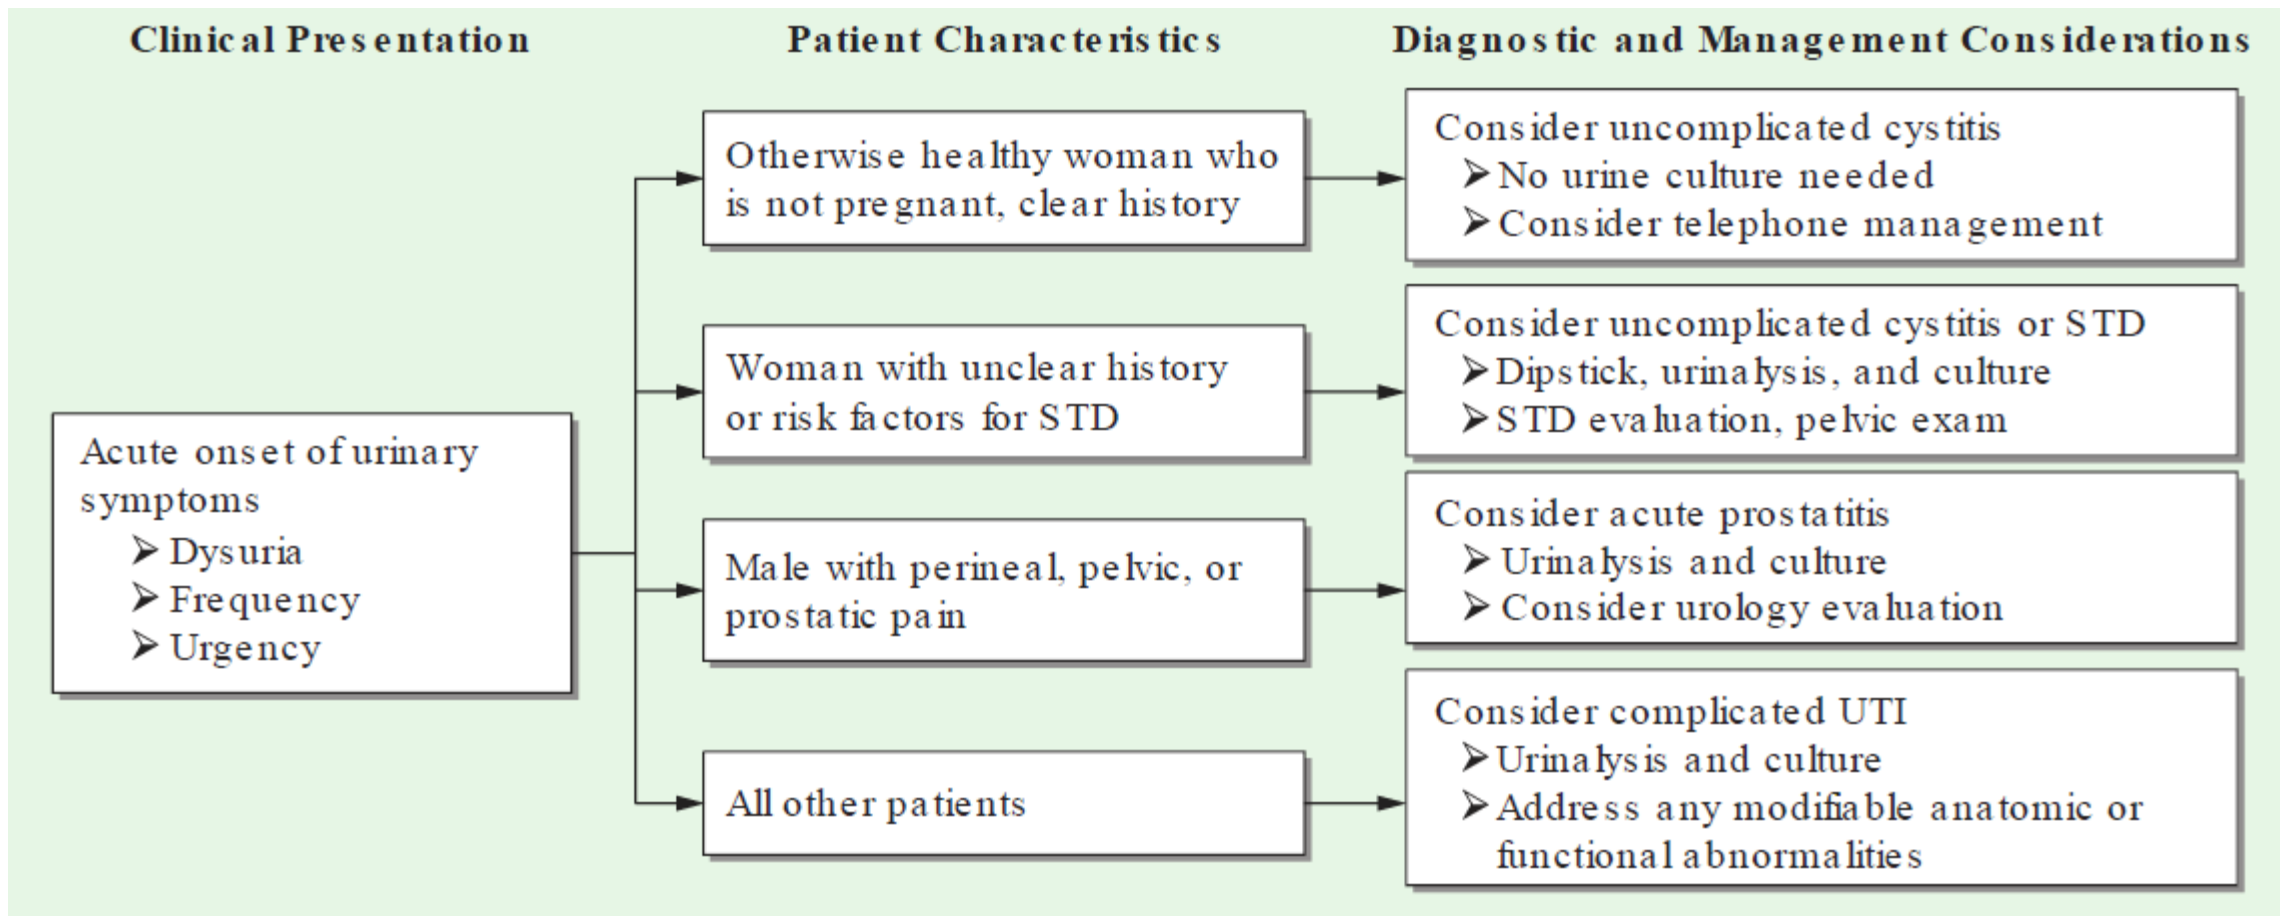 Clinical Presentation
Patient Characteristics
Diagnostic and Management Considerations
Acute onset of urinary
symptoms
➢ Dysuria
➢ Frequency
➢ Urgency
Otherwise healthy woman who
is not pregnant, clear history
Consider uncomplicated cystitis
➢ No urine culture needed
➢ Consider telephone management
Woman with unclear history
or risk factors for STD
Consider uncomplicated cystitis or STD
➢ Dipstick, urinalysis, and culture
➢ STD evaluation, pelvic exam
Male with perineal, pelvic, or
prostatic pain
Consider acute prostatitis
➢ Urinalysis and culture
➢ Consider urology evaluation
All other patients
Consider complicated UTI
➢ Urinalysis and culture
➢ Address any modifiable anatomic or
functional abnormalities